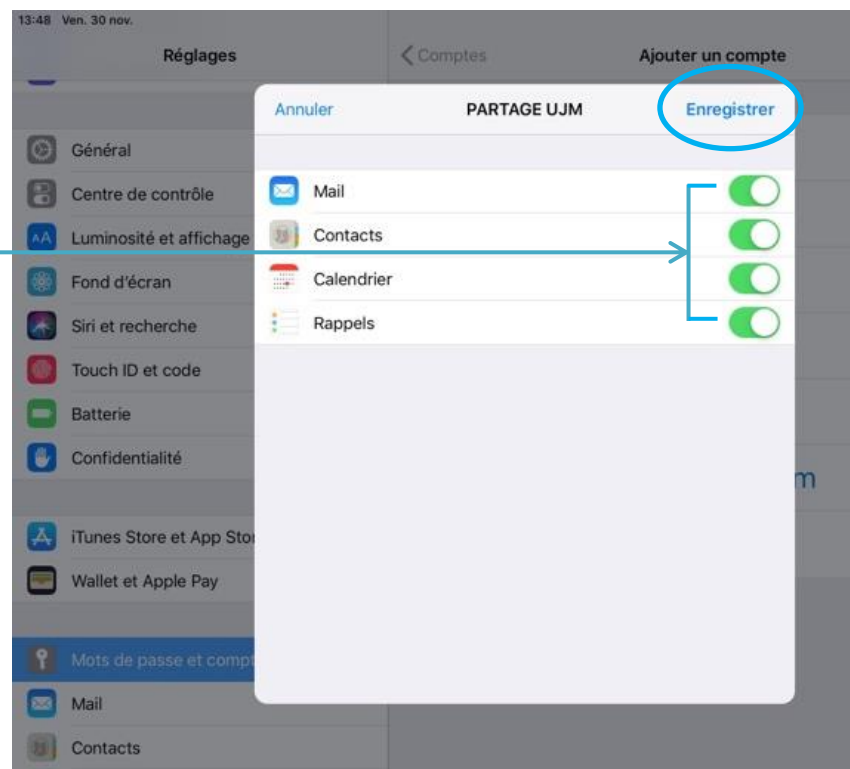 13:48 Ven. 30 nov.
Réglages
Comptes
Ajouter un compte
Annuler
PARTAGE UJM
Enregistrer
Mail
Contacts
Calendrier
Rappels
Général
Centre de contrôle
AA
Luminosité et affichage
Fond d'écran
Siri et recherche
Touch ID et code
Batterie
Confidentialité
m
iTunes Store et App Stor
Wallet et Apple Pay
Mots de passe et compt
Mail
Contacts